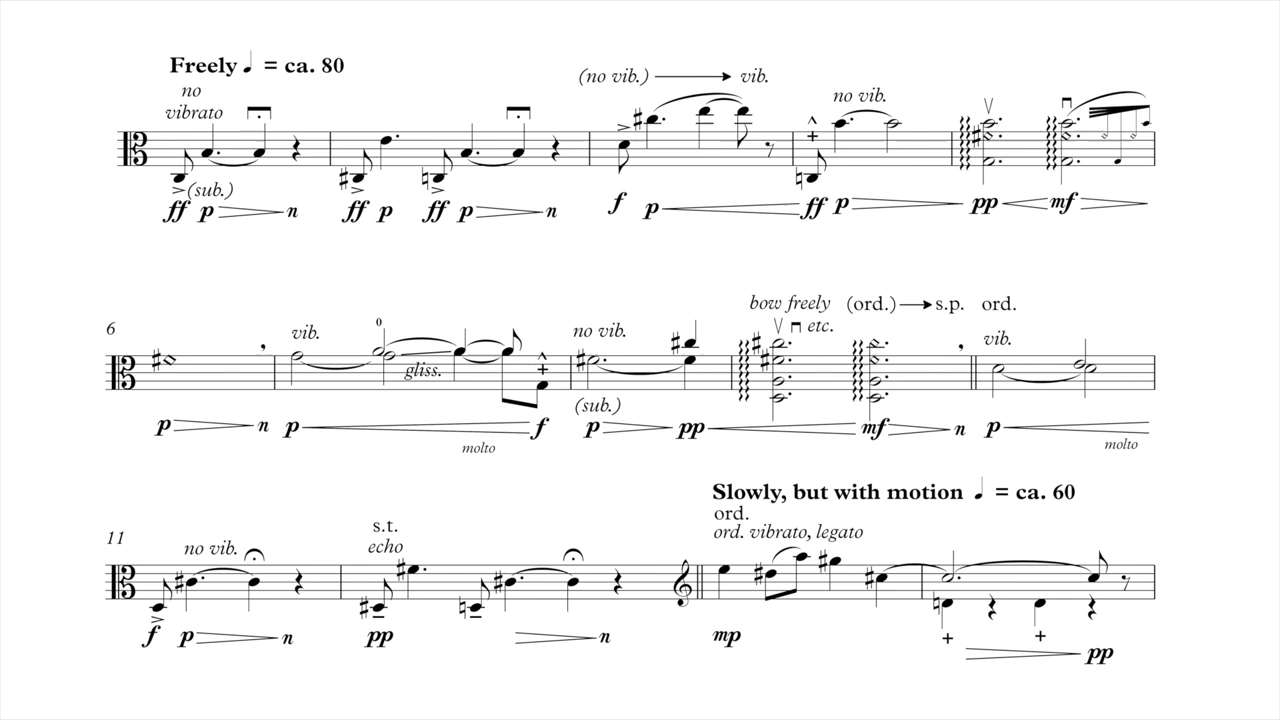 Freely ♩ = ca. 80
no
vibrato
(no vib.) vib.
no vib.
(sub.)
ff p n ff p ff p n f p ff p pp mf
6
vib. 0 gliss. no vib. bow freely (ord.) s.p. ord.
etc. vib.
(sub.)
p n p f p pp mf n p
molto molto
Slowly, but with motion ♩ = ca. 60
11
no vib. s.t. ord.
echo ord. vibrato, legato
f p n pp n mp pp